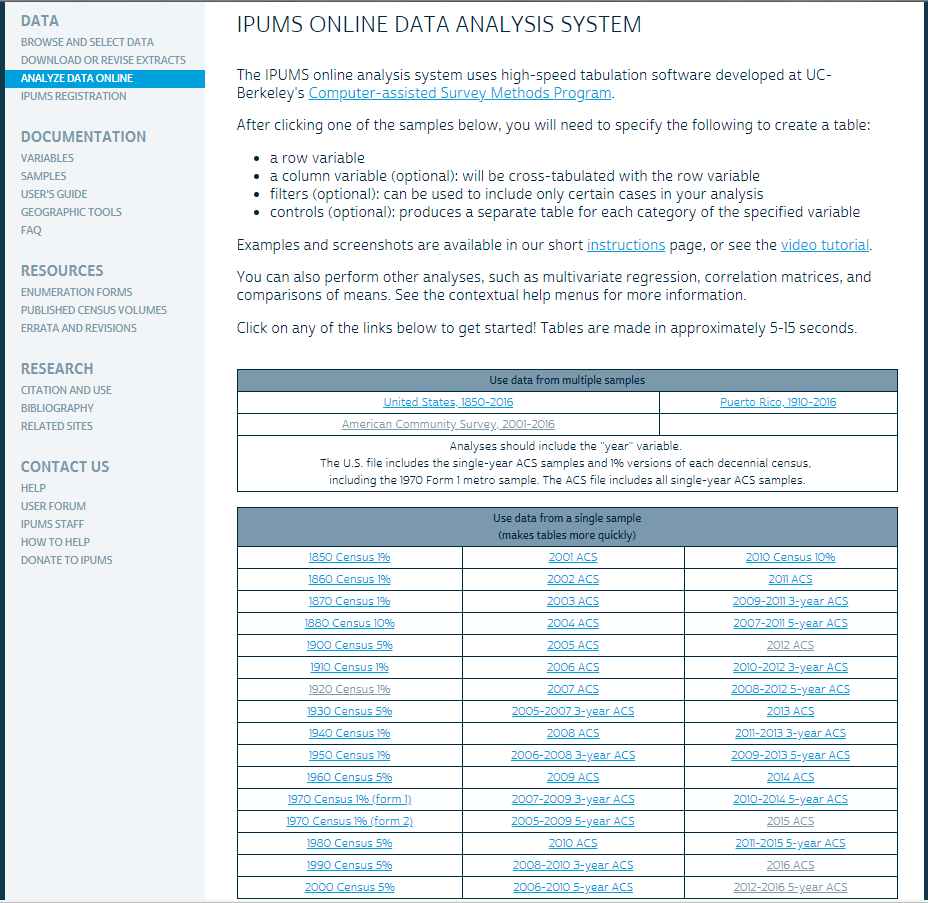 DATA
BROWSE AND SELECT DATA
DOWNLOAD OR REVISE EXTRACTS
ANALYZE DATA ONLINE
IPUMS REGISTRATION
DOCUMENTATION
VARIABLES
SAMPLES
USER'S GUIDE
GEOGRAPHIC TOOLS
FAQ
RESOURCES
ENUMERATION FORMS
PUBLISHED CENSUS VOLUMES
ERRATA AND REVISIONS
RESEARCH
CITATION AND USE
BIBLIOGRAPHY
RELATED SITES
CONTACT US
HELP
USER FORUM
IPUMS STAFF
HOW TO HELP
DONATE TO IPUMS
IPUMS ONLINE DATA ANALYSIS SYSTEM
The IPUMS online analysis system uses high-speed tabulation software developed at UC-
Berkeley's Computer-assisted Survey Methods Program.
After clicking one of the samples below, you will need to specify the following to create a table:
• a row variable
• a column variable (optional): will be cross-tabulated with the row variable
• filters (optional): can be used to include only certain cases in your analysis
• controls (optional): produces a separate table for each category of the specified variable
Examples and screenshots are available in our short instructions page, or see the video tutorial.
You can also perform other analyses, such as multivariate regression, correlation matrices, and
comparisons of means. See the contextual help menus for more information.
Click on any of the links below to get started! Tables are made in approximately 5-15 seconds.
Use data from multiple samples
United States, 1850-2016 Puerto Rico, 1910-2016
American Community Survey, 2001-2016
Analyses should include the "year" variable.
The U.S. file includes the single-year ACS samples and 1% versions of each decennial census,
including the 1970 Form 1 metro sample. The ACS file includes all single-year ACS samples.
Use data from a single sample
(makes tables more quickly)
1850 Census 1% 2001 ACS 2010 Census 10%
1860 Census 1% 2002 ACS 2011 ACS
1870 Census 1% 2003 ACS 2009-2011 3-year ACS
1880 Census 10% 2004 ACS 2007-2011 5-year ACS
1900 Census 5% 2005 ACS 2012 ACS
1910 Census 1% 2006 ACS 2010-2012 3-year ACS
1920 Census 1% 2007 ACS 2008-2012 5-year ACS
1930 Census 5% 2005-2007 3-year ACS 2013 ACS
1940 Census 1% 2008 ACS 2011-2013 3-year ACS
1950 Census 1% 2006-2008 3-year ACS 2009-2013 5-year ACS
1960 Census 5% 2009 ACS 2014 ACS
1970 Census 1% (form 1) 2007-2009 3-year ACS 2010-2014 5-year ACS
1970 Census 1% (form 2) 2005-2009 5-year ACS 2015 ACS
1980 Census 5% 2010 ACS 2011-2015 5-year ACS
1990 Census 5% 2008-2010 3-year ACS 2016 ACS
2000 Census 5% 2006-2010 5-year ACS 2012-2016 5-year ACS